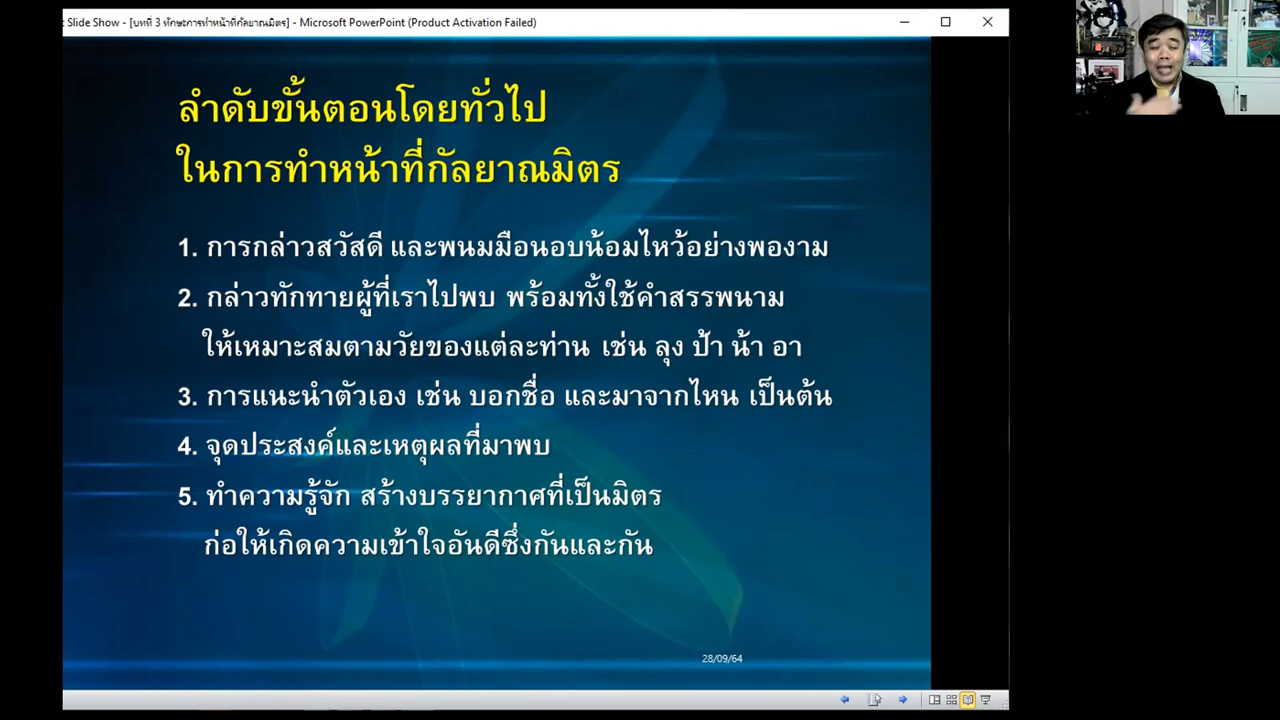 : Slide Show - [บทที่ 3 ทักษะการทำหน้าที่กัลยาณมิตร] - Microsoft PowerPoint (Product Activation Failed)
ลำดับขั้นตอนโดยทั่วไป
ในการทำหน้าที่กัลยาณมิตร
1. การกล่าวสวัสดี และพนมมือนอบน้อมไหว้อย่างพองาม
2. กล่าวทักทายผู้ที่เราไปพบ พร้อมทั้งใช้คำสรรพนาม
ให้เหมาะสมตามวัยของแต่ละท่าน เช่น ลุง ป้า น้า อา
3. การแนะนำตัวเอง เช่น บอกชื่อ และมาจากไหน เป็นต้น
4. จุดประสงค์และเหตุผลที่มาพบ
5. ทำความรู้จัก สร้างบรรยากาศที่เป็นมิตร
ก่อให้เกิดความเข้าใจอันดีซึ่งกันและกัน
28/09/64